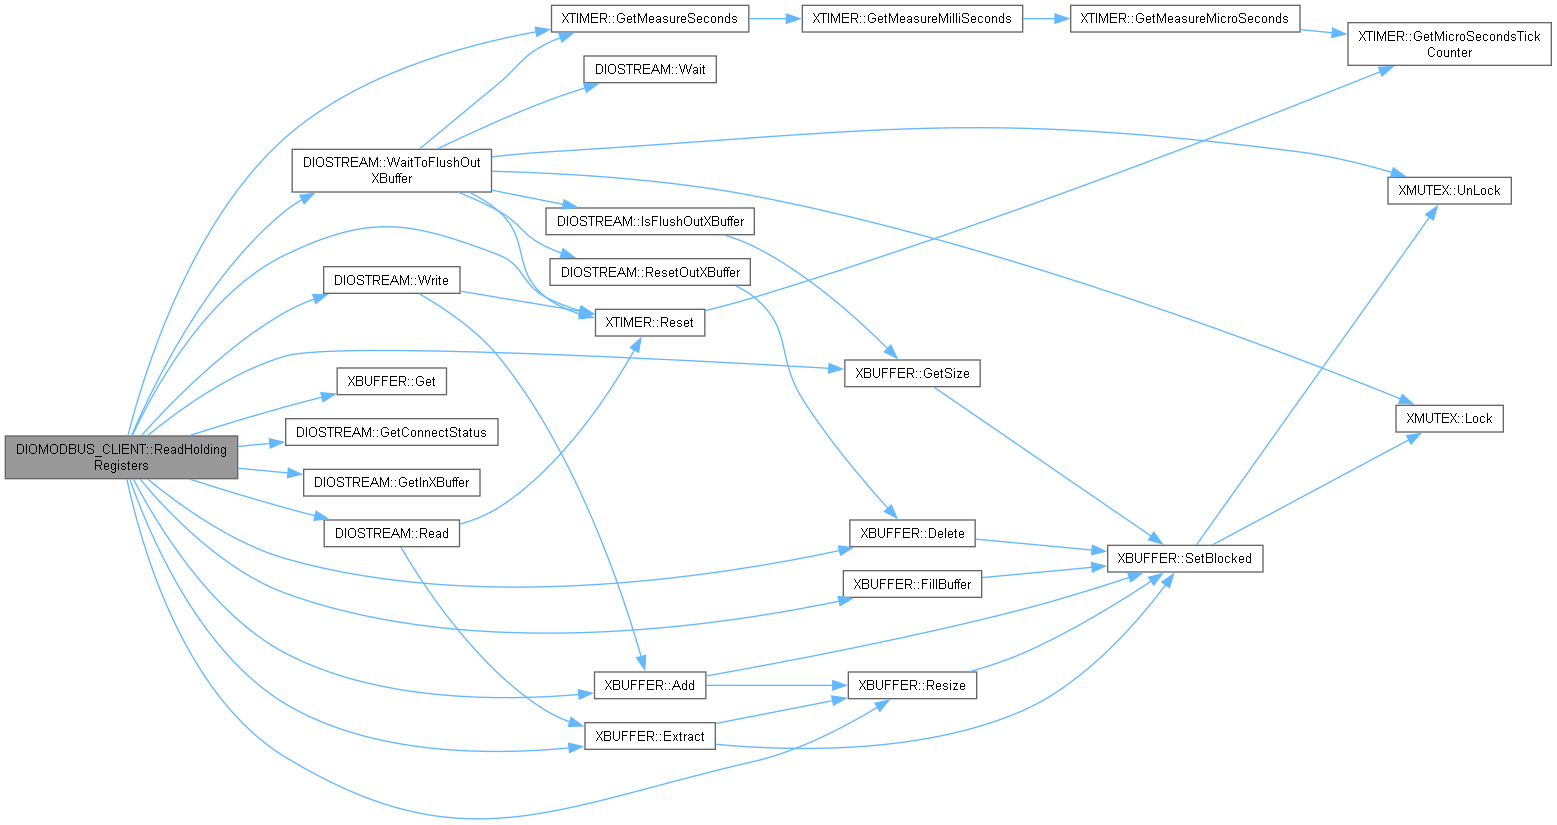 XTIMER::GetMeasureSeconds
XTIMER::GetMeasureMilliSeconds
XTIMER::GetMeasureMicroSeconds
XTIMER::GetMicroSecondsTick
Counter
DIOSTREAM::Wait
DIOSTREAM::WaitToFlushOut
XBuffer
XMUTEX::UnLock
DIOSTREAM::IsFlushOutXBuffer
DIOSTREAM::ResetOutXBuffer
DIOSTREAM::Write
XTIMER::Reset
XBUFFER::GetSize
XBUFFER::Get
XMUTEX::Lock
DIOSTREAM::GetConnectStatus
DIOMODBUS_CLIENT::ReadHolding
Registers
DIOSTREAM::GetInXBuffer
DIOSTREAM::Read
XBUFFER::Delete
XBUFFER::SetBlocked
XBUFFER::FillBuffer
XBUFFER::Add
XBUFFER::Resize
XBUFFER::Extract